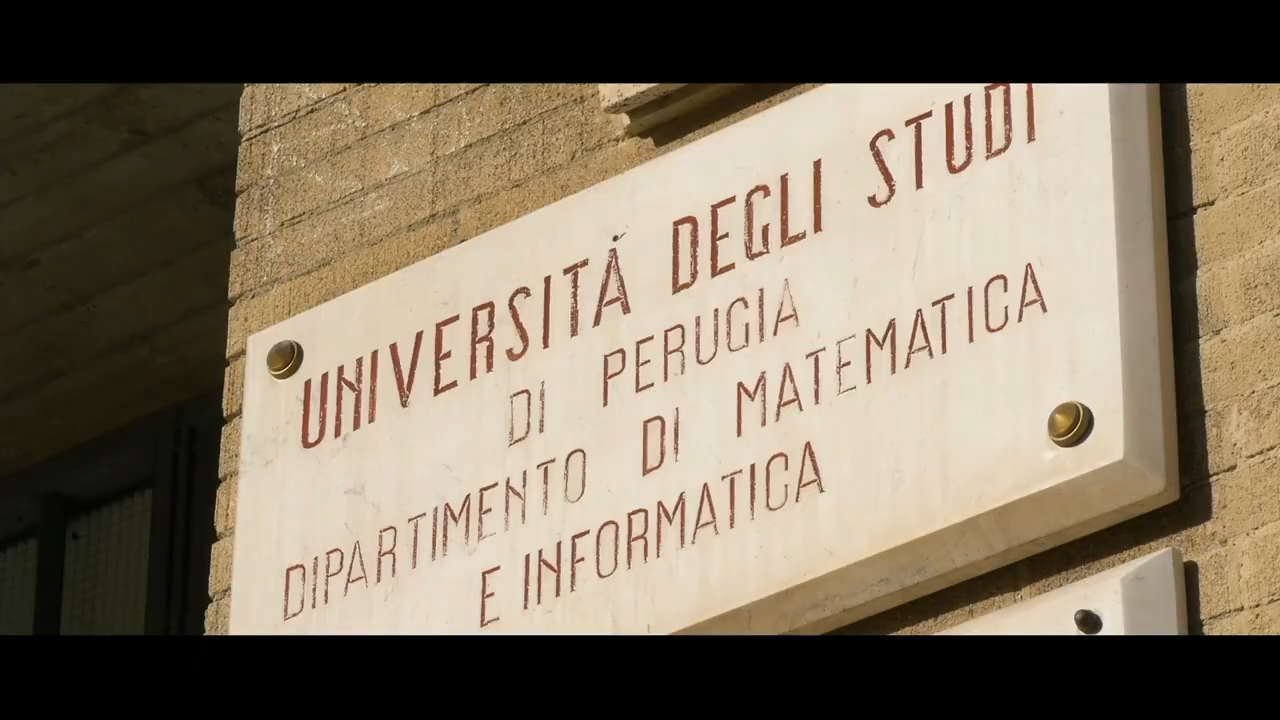 UNIVERSITÀ DEGLI STUDI
DI PERUGIA
DIPARTIMENTO DI MATEMATICA
E INFORMATICA